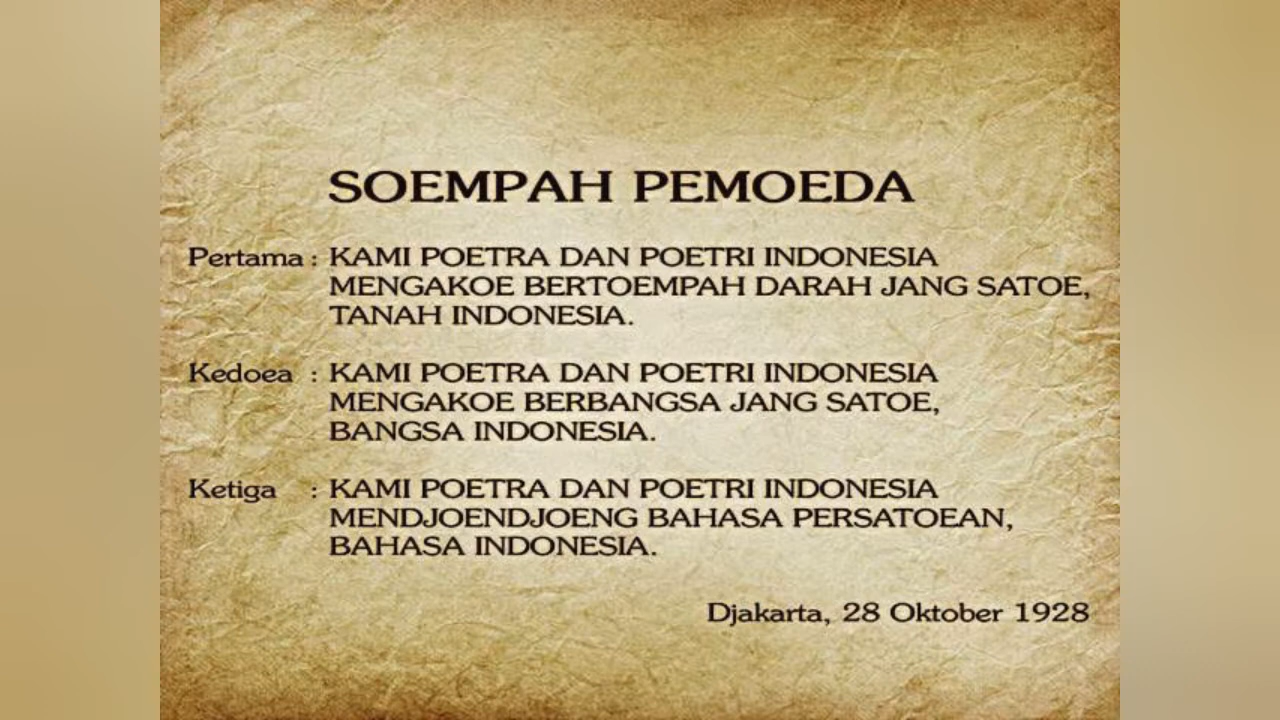 SOEMPAH PEMOEDA
Pertama : KAMI POETRA DAN POETRI INDONESIA
MENGAKOE BERTOEMPAH DARAH JANG SATOE,
TANAH INDONESIA.
Kedoea : KAMI POETRA DAN POETRI INDONESIA
MENGAKOE BERBANGSA JANG SATOE,
BANGSA INDONESIA.
Ketiga : KAMI POETRA DAN POETRI INDONESIA
MENDJOENDJOENG BAHASA PERSATOEAN,
BAHASA INDONESIA.
Djakarta, 28 Oktober 1928